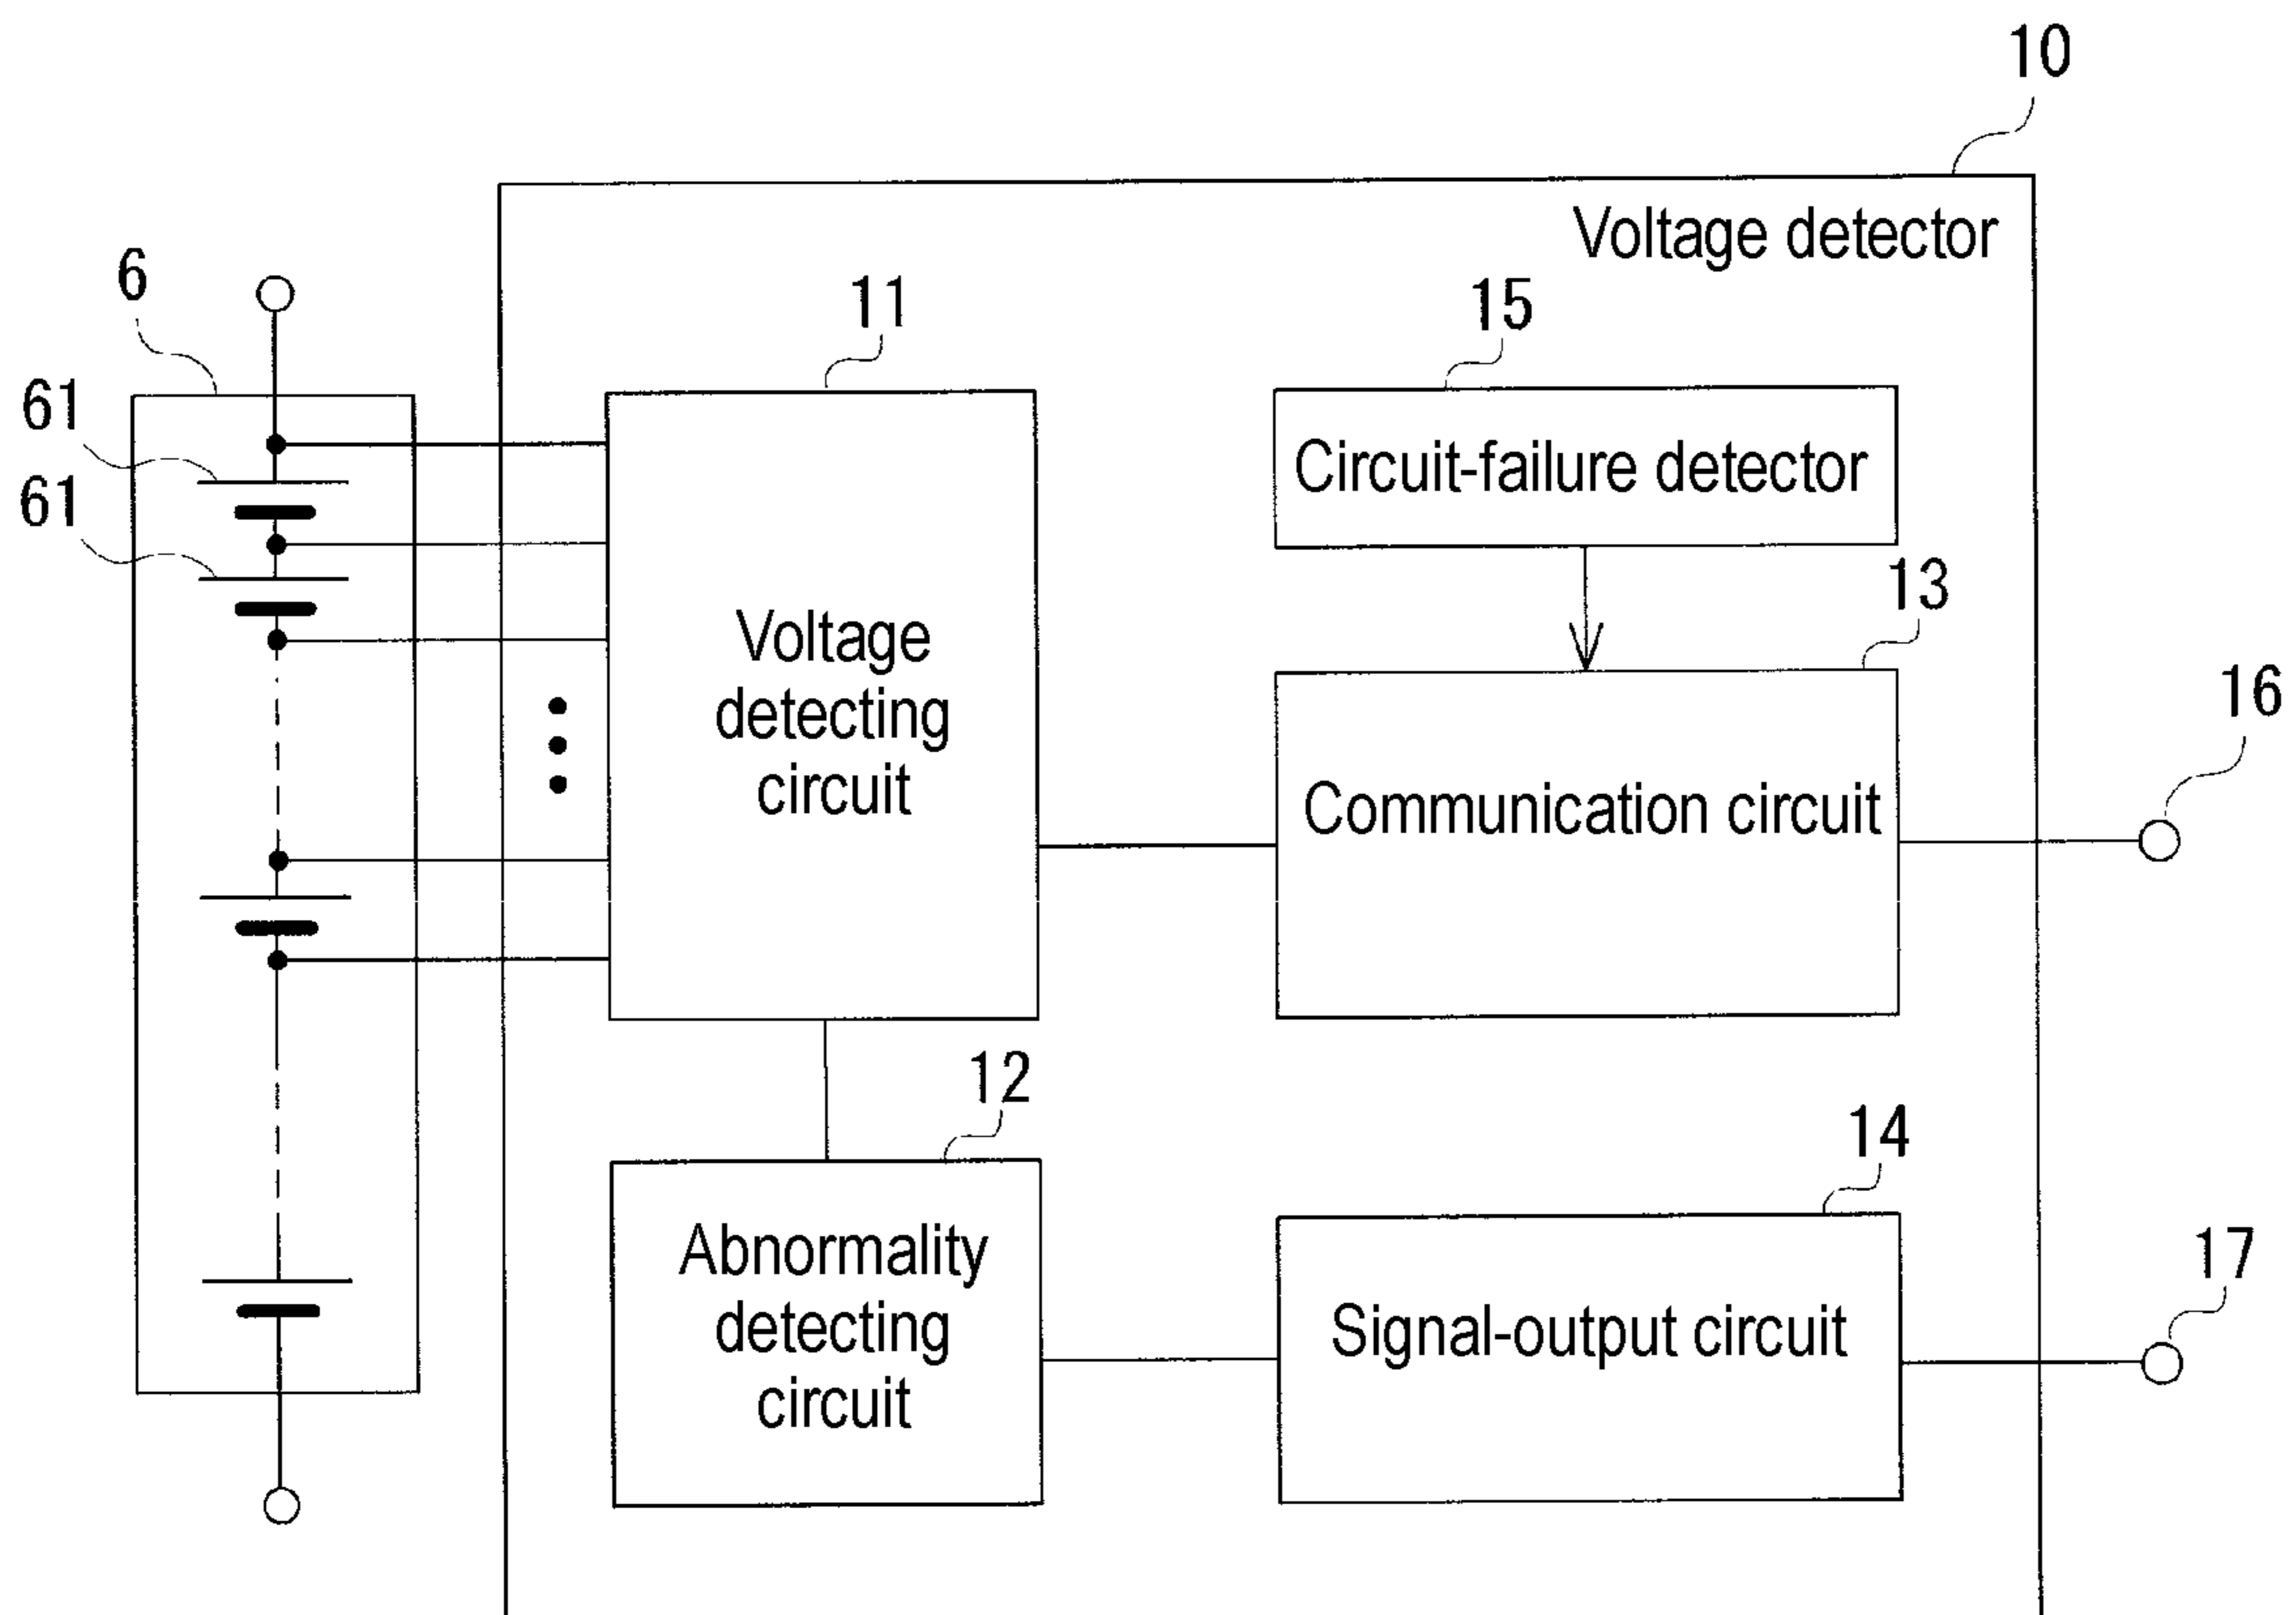 10
Voltage detector
6
11
15
61
Circuit-failure detector
61
13
Voltage
detecting
circuit
16
Communication circuit
12
14
Abnormality
detecting
circuit
17
Signal-output circuit